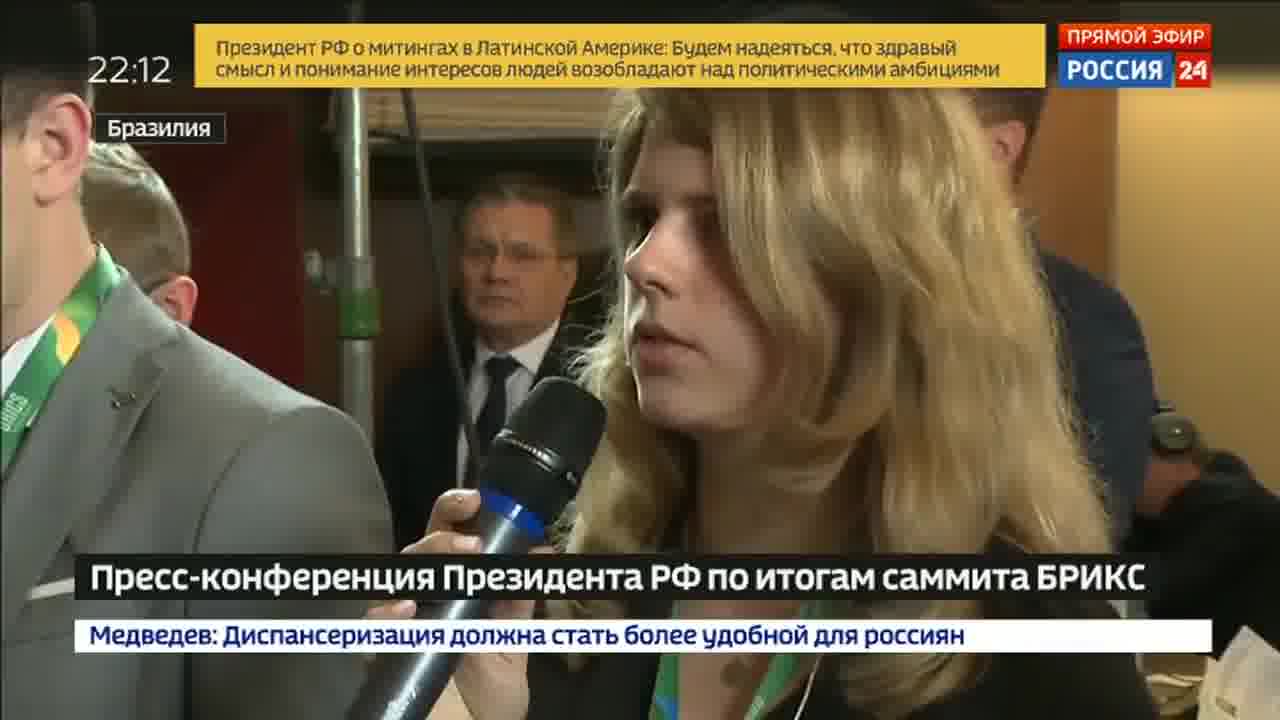 22:12
Президент РФ о митингах в Латинской Америке: Будем надеяться, что здравый
смысл и понимание интересов людей возобладают над политическими амбициями
ПРЯМОЙ ЭФИР
РОССИЯ 24
Бразилия
BRICS
Пресс-конференция Президента РФ по итогам саммита БРИКС
Медведев: Диспансеризация должна стать более удобной для россиян